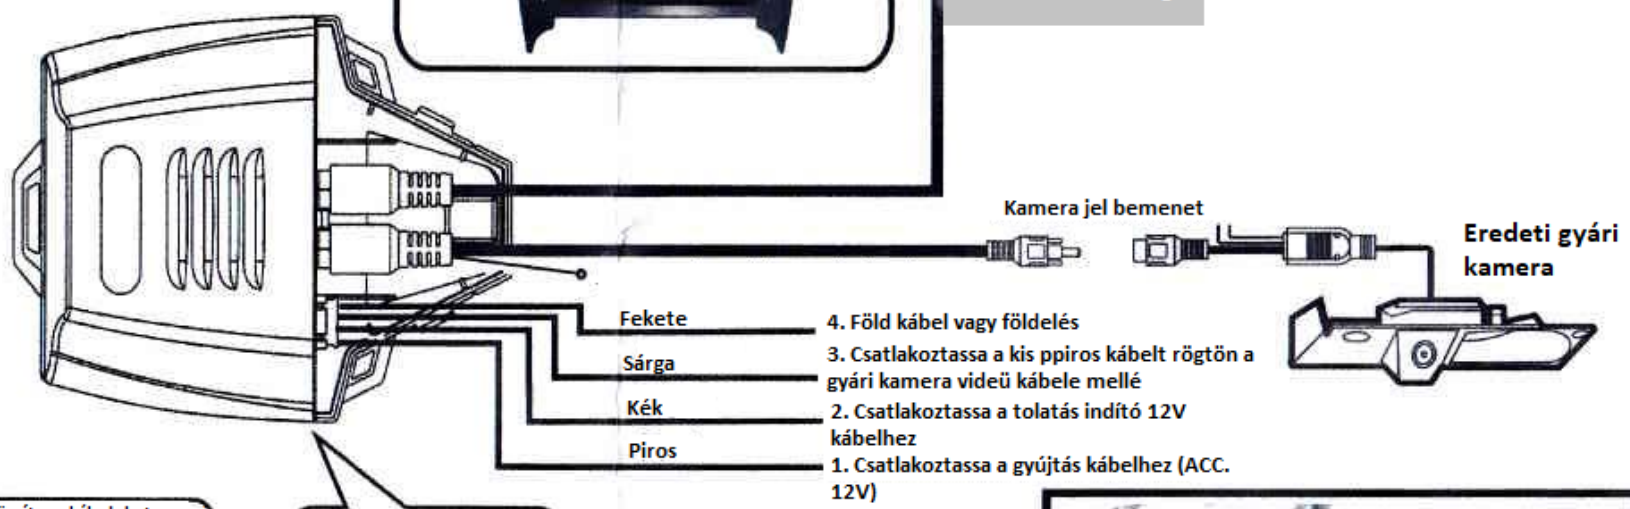 Kamera jel bemenet
Eredeti gyári
kamera
Fekete
4. Föld kábel vagy földelés
Sárga
3. Csatlakoztassa a kis ppiros kábelt rögtön a
gyári kamera videü kábele mellé
Kék
2. Csatlakoztassa a tolatás indító 12V
kábelhez
Piros
1. Csatlakoztassa a gyújtás kábelhez (ACC.
12V)